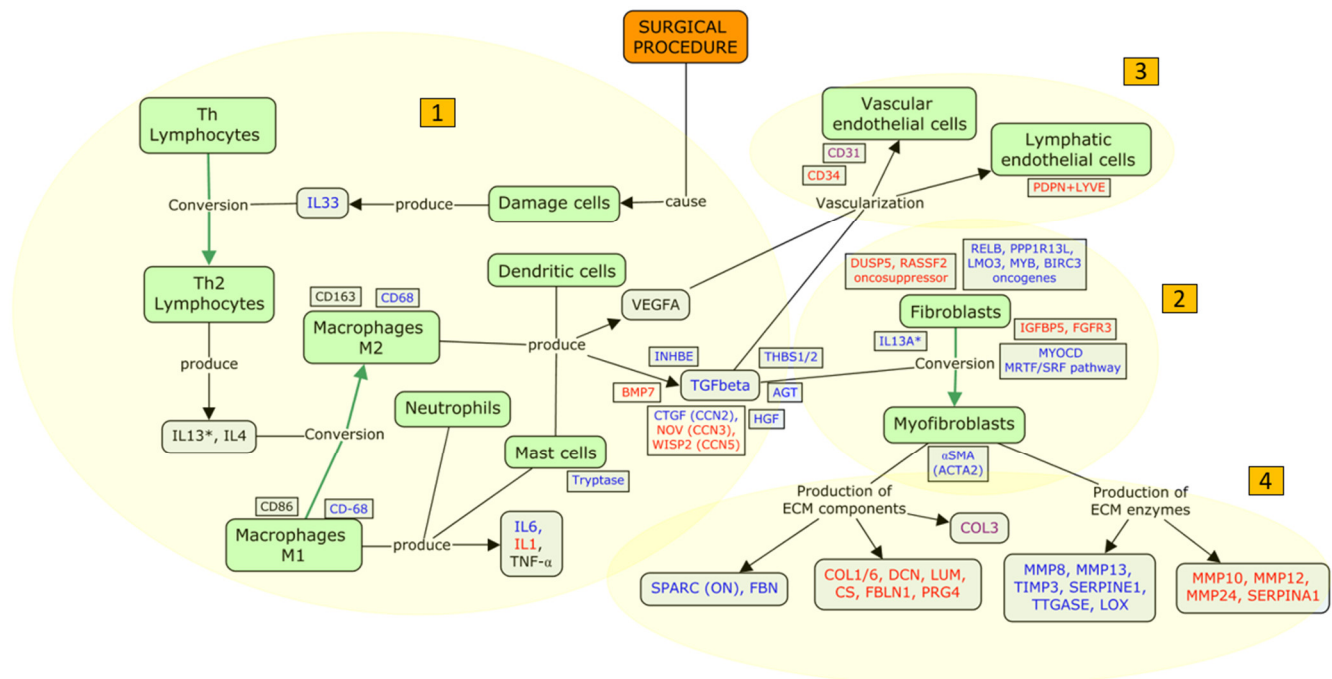 SURGICAL
PROCEDURE
1
3
Th
Lymphocytes
Vascular
endothelial cells
Lymphatic
endothelial cells
CD31
CD34
PDPN+LYVE
Conversion
IL33
produce
Damage cells
cause
Vascularization
Th2
Lymphocytes
Dendritic cells
VEGFA
DUSP5, RASSF2
oncosuppressor
RELB, PPP1R13L,
LMO3, MYB, BIRC3
oncogenes
2
CD163
CD68
Macrophages
M2
Fibroblasts
IGFBP5, FGFR3
IL13A*
produce
produce
INHBE
THBS1/2
Conversion
MYOCD
MRTF/SRF pathway
BMP7
TGFbeta
AGT
Neutrophils
CTGF (CCN2),
NOV (CCN3),
WISP2 (CCN5)
HGF
Myofibroblasts
IL13*, IL4
Conversion
Mast cells
Tryptase
αSMA
(ACTA2)
4
Production of
ECM components
Production of
ECM enzymes
CD86
CD-68
Macrophages
M1
produce
IL6,
IL1,
TNF-α
COL3
SPARC (ON), FBN
COL1/6, DCN, LUM,
CS, FBLN1, PRG4
MMP8, MMP13,
TIMP3, SERPINE1,
TTGASE, LOX
MMP10, MMP12,
MMP24, SERPINA1